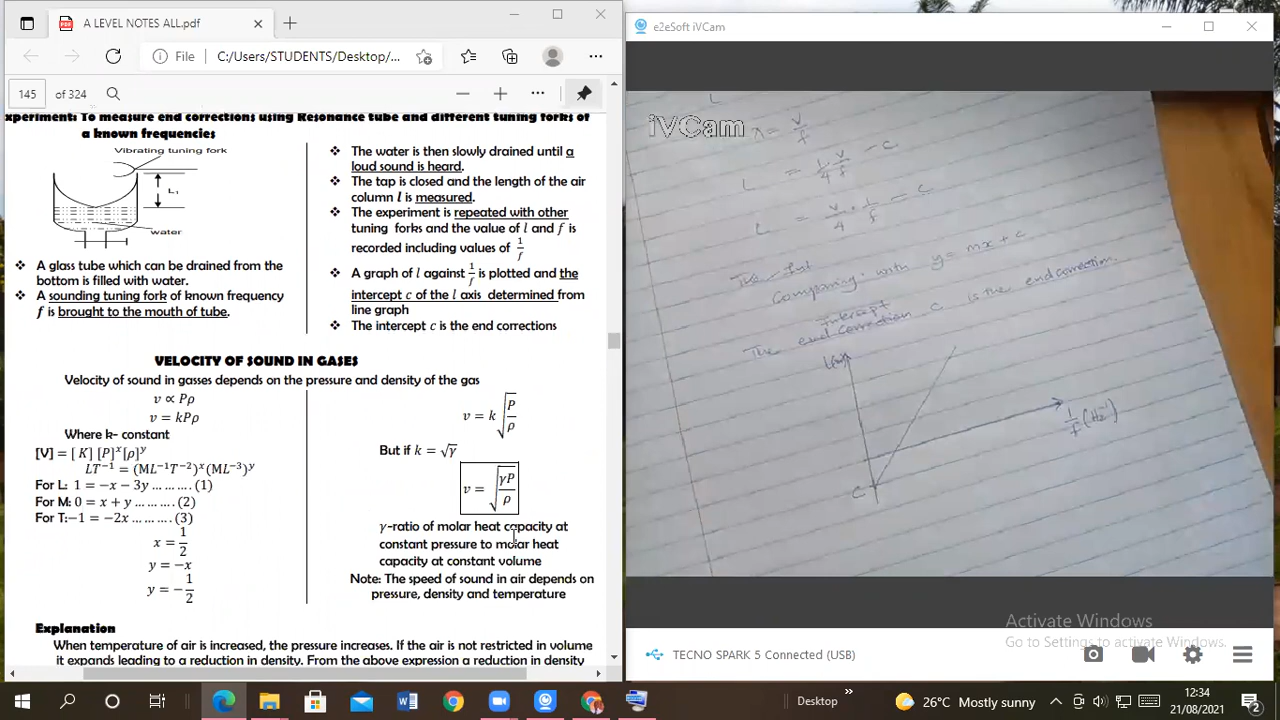 A LEVEL NOTES ALL.pdf
File
C:/Users/STUDENTS/Desktop/...
145 of 324
xperiment: To measure end corrections using Resonance tube and different tuning forks of
a known frequencies
Vibrating tuning fork
L₁
water
❖ A glass tube which can be drained from the
bottom is filled with water.
❖ A sounding tuning fork of known frequency
f is brought to the mouth of tube.
❖ The water is then slowly drained until a
loud sound is heard.
❖ The tap is closed and the length of the air
column l is measured.
❖ The experiment is repeated with other
tuning forks and the value of l and f is
recorded including values of 1/f
❖ A graph of l against 1/f is plotted and the
intercept c of the l axis determined from
line graph
❖ The intercept c is the end corrections
VELOCITY OF SOUND IN GASES
Velocity of sound in gasses depends on the pressure and density of the gas
v ∝ Pρ
v = kPρ
Where k- constant
[V] = [ K] [P]^x[ρ]^y
LT⁻¹ = (ML⁻¹T⁻²)^x(ML⁻³)^y
For L: 1 = −x − 3y ... ... ... (1)
For M: 0 = x + y ... ... ... (2)
For T:−1 = −2x ... ... ... (3)
x = 1/2
y = −x
y = − 1/2
v = k √(P/ρ)
But if k = √γ
v = √(γP/ρ)
γ-ratio of molar heat capacity at
constant pressure to molar heat
capacity at constant volume
Note: The speed of sound in air depends on
pressure, density and temperature
Explanation
When temperature of air is increased, the pressure increases. If the air is not restricted in volume
it expands leading to a reduction in density. From the above expression a reduction in density
e2eSoft iVCam
iVCam
λ = v/f
L = 1/4 · v/f − c
l = v/4 · 1/f − c
The Int
Comparing with y = mx + c
intercept
The end correction c is the end correction.
1/f (Hz⁻¹)
C
Activate Windows
Go to Settings to activate Windows.
TECNO SPARK 5 Connected (USB)
Desktop
26°C Mostly sunny
12:34
21/08/2021
2